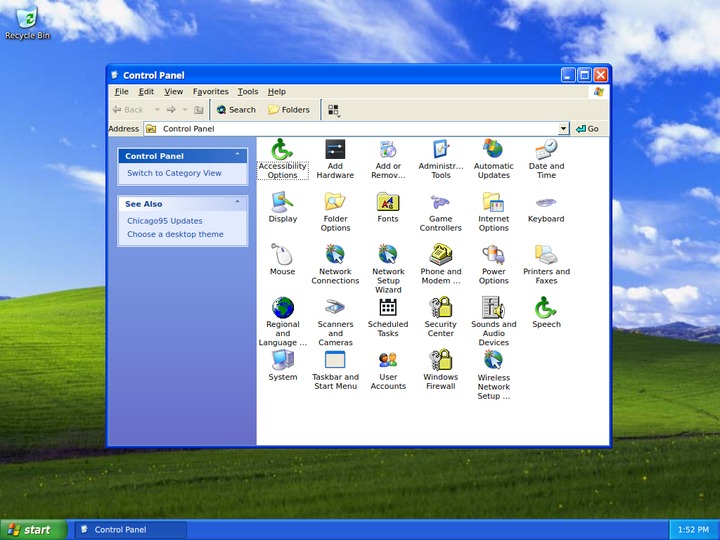 Recycle Bin
Control Panel
File Edit View Favorites Tools Help
Back Search Folders
Address Control Panel Go
Control Panel
Switch to Category View
See Also
Chicago95 Updates
Choose a desktop theme
Accessibility
Options
Add
Hardware
Add or
Remov...
Administr...
Tools
Automatic
Updates
Date and
Time
Display
Folder
Options
Fonts
Game
Controllers
Internet
Options
Keyboard
Mouse
Network
Connections
Network
Setup
Wizard
Phone and
Modem ...
Power
Options
Printers and
Faxes
Regional
and
Language ...
Scanners
and
Cameras
Scheduled
Tasks
Security
Center
Sounds and
Audio
Devices
Speech
System
Taskbar and
Start Menu
User
Accounts
Windows
Firewall
Wireless
Network
Setup ...
start Control Panel 1:52 PM